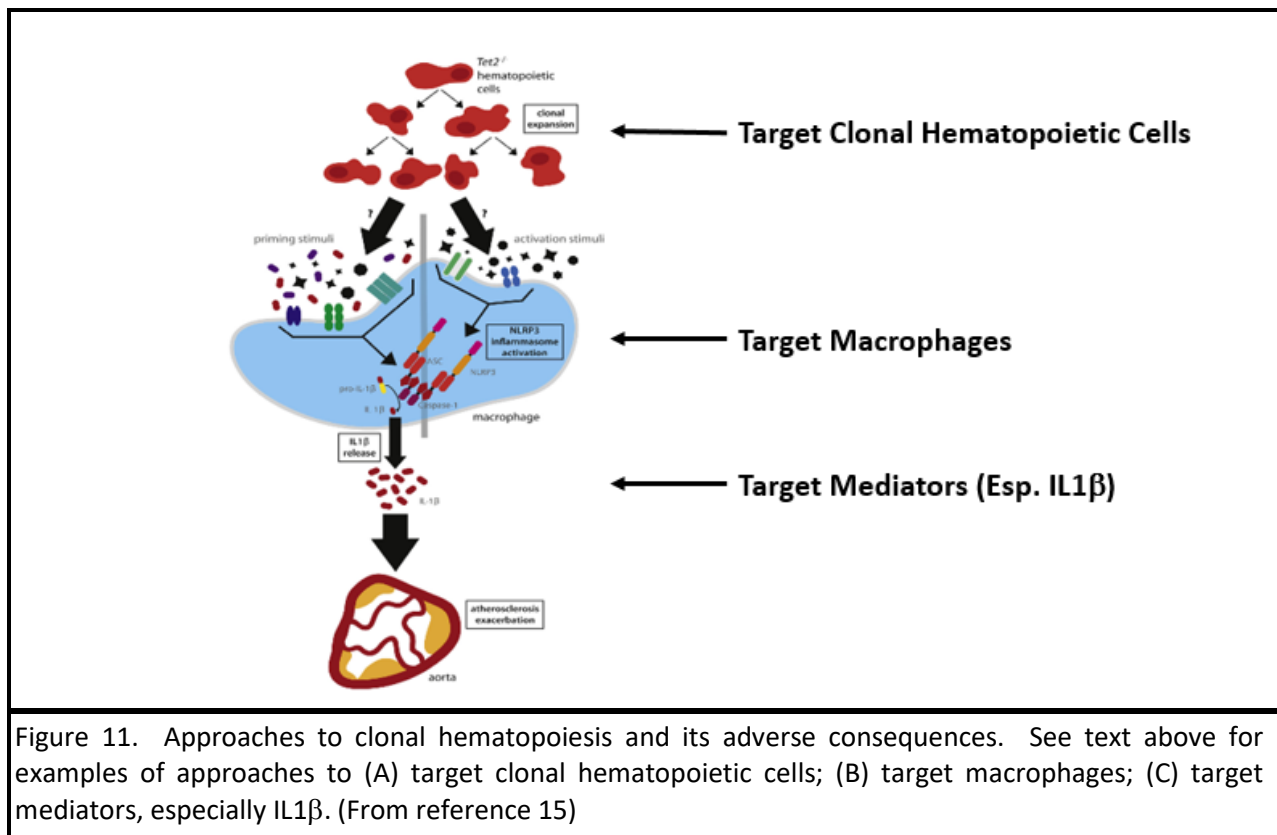 Tet2-/-
hematopoietic
cells
clonal
expansion
Target Clonal Hematopoietic Cells
?
?
priming stimuli
activation stimuli
NLRP3
inflammasome
activation
Target Macrophages
ASC
NLRP3
pro-IL-1β
IL 1β
Caspase-1
macrophage
IL1β
release
Target Mediators (Esp. IL1β)
IL-1β
atherosclerosis
exacerbation
aorta
Figure 11. Approaches to clonal hematopoiesis and its adverse consequences. See text above for
examples of approaches to (A) target clonal hematopoietic cells; (B) target macrophages; (C) target
mediators, especially IL1β. (From reference 15)